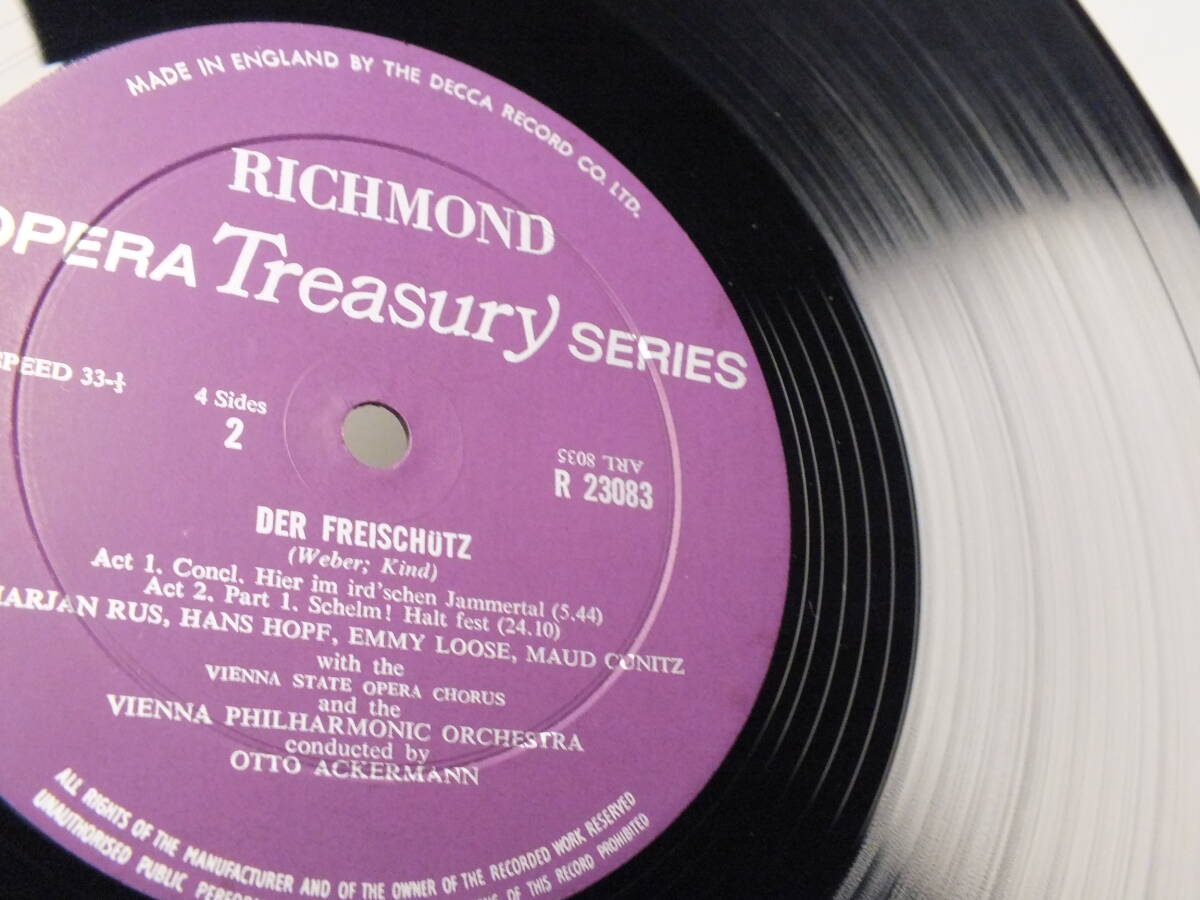 MADE IN ENGLAND BY THE DECCA RECORD CO. LTD.
RICHMOND
OPERA Treasury SERIES
SPEED 33-⅓
4 Sides
2
ARL 8035
R 23083
DER FREISCHÜTZ
(Weber; Kind)
Act 1. Concl. Hier im ird'schen Jammertal (5.44)
Act 2. Part 1. Schelm! Halt fest (24.10)
MARJAN RUS, HANS HOPF, EMMY LOOSE, MAUD CUNITZ
with the
VIENNA STATE OPERA CHORUS
and the
VIENNA PHILHARMONIC ORCHESTRA
conducted by
OTTO ACKERMANN
ALL RIGHTS OF THE MANUFACTURER AND OF THE OWNER OF THE RECORDED WORK RESERVED
UNAUTHORISED PUBLIC OF THIS RECORD PROHIBITED